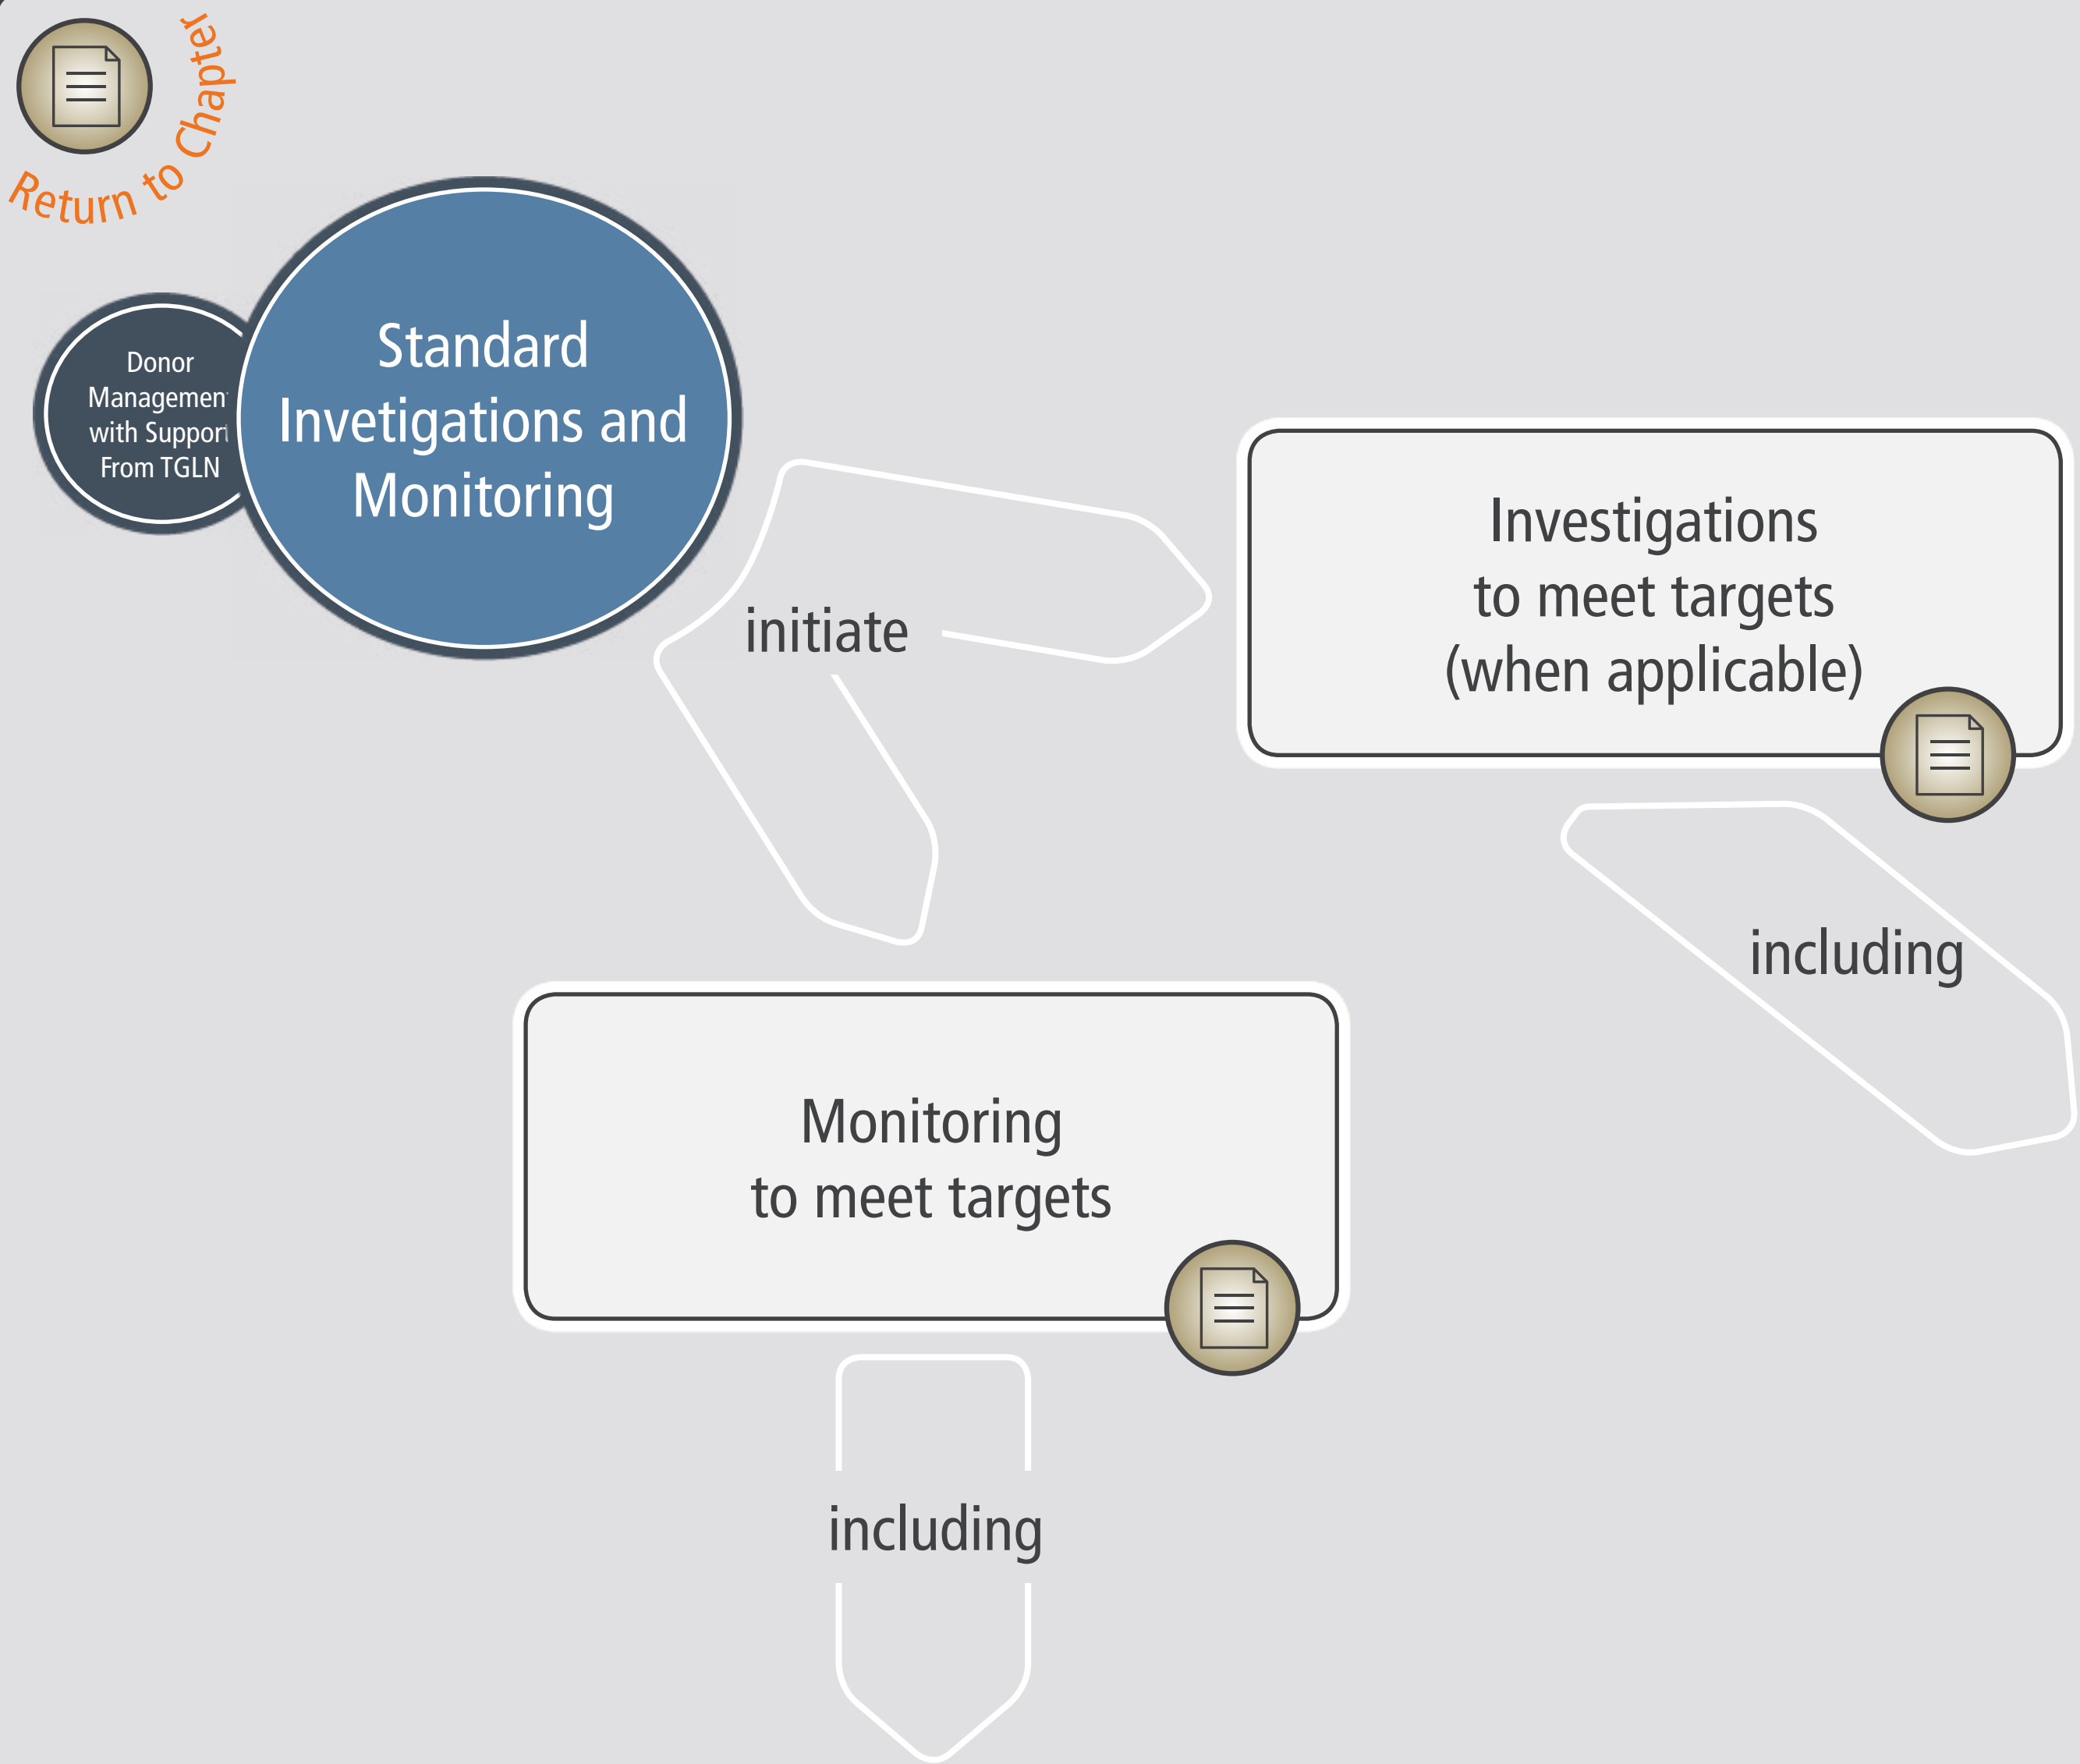 Return to Chapter
Donor
Management
with Support
From TGLN
Standard
Invetigations and
Monitoring
initiate
Investigations
to meet targets
(when applicable)
including
Monitoring
to meet targets
including